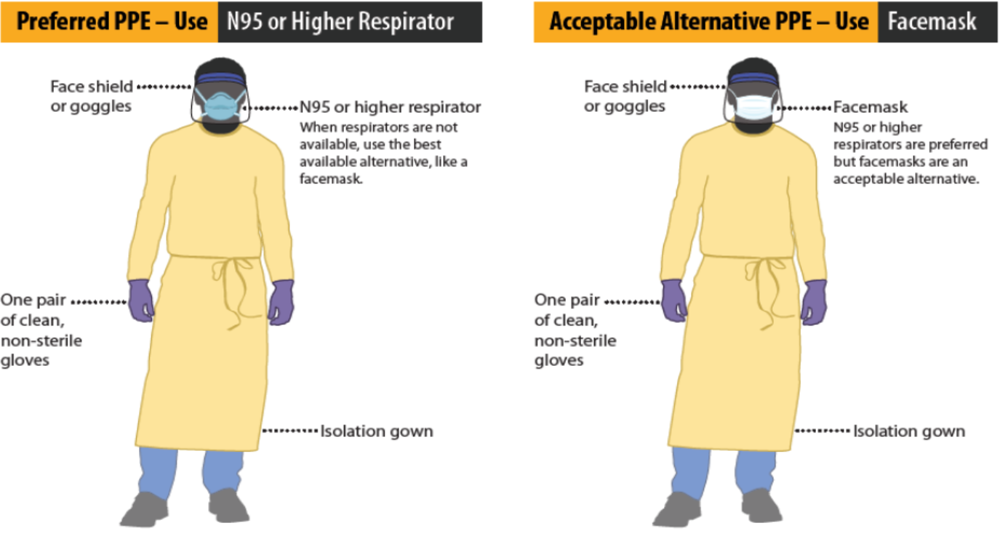 Preferred PPE – Use N95 or Higher Respirator
Face shield
or goggles
N95 or higher respirator
When respirators are not
available, use the best
available alternative, like a
facemask.
One pair
of clean,
non-sterile
gloves
Isolation gown
Acceptable Alternative PPE – Use Facemask
Face shield
or goggles
Facemask
N95 or higher
respirators are preferred
but facemasks are an
acceptable alternative.
One pair
of clean,
non-sterile
gloves
Isolation gown